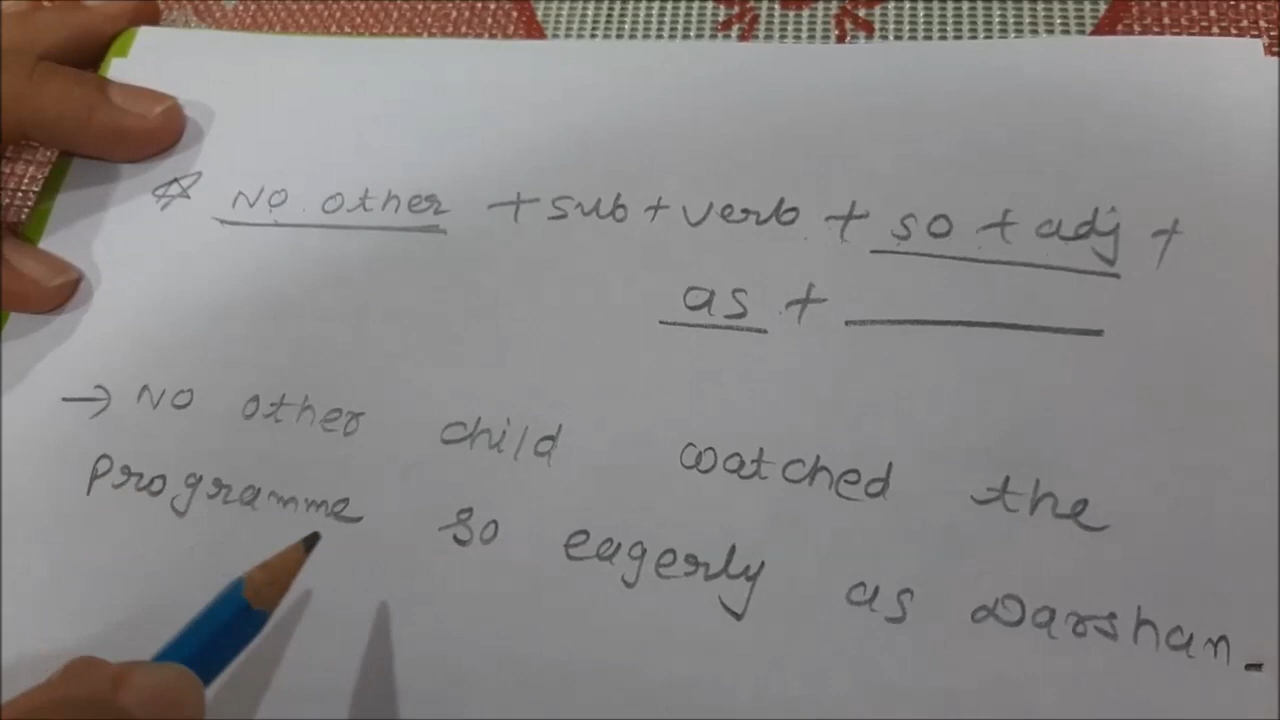 ☆ No other + sub + verb + so + adj +
as + ________
→ No other child watched the
programme so eagerly as Darshan.